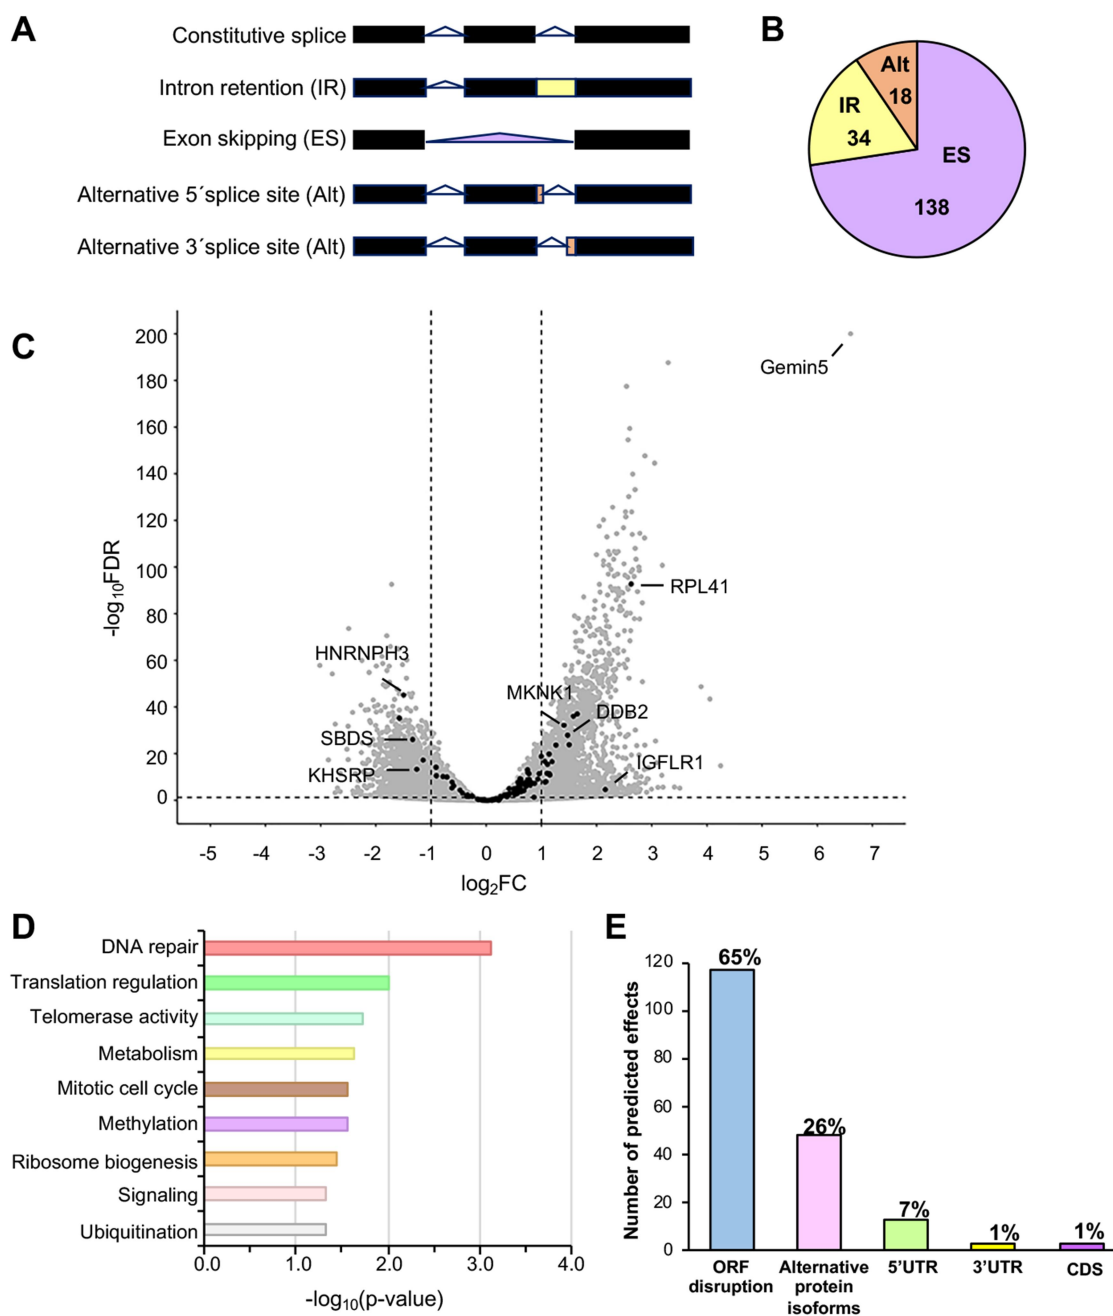 A
Constitutive splice
Intron retention (IR)
Exon skipping (ES)
Alternative 5´splice site (Alt)
Alternative 3´splice site (Alt)
B
Alt
18
IR
34
ES
138
C
-log10FDR
200
180
160
140
120
100
80
60
40
20
0
Gemin5
RPL41
HNRNPH3
MKNK1
DDB2
SBDS
IGFLR1
KHSRP
-5 -4 -3 -2 -1 0 1 2 3 4 5 6 7
log2FC
D
DNA repair
Translation regulation
Telomerase activity
Metabolism
Mitotic cell cycle
Methylation
Ribosome biogenesis
Signaling
Ubiquitination
0.0 1.0 2.0 3.0 4.0
-log10(p-value)
E
Number of predicted effects
120
100
80
60
40
20
0
65%
26%
7%
1%
1%
ORF
disruption
Alternative
protein
isoforms
5’UTR
3’UTR
CDS